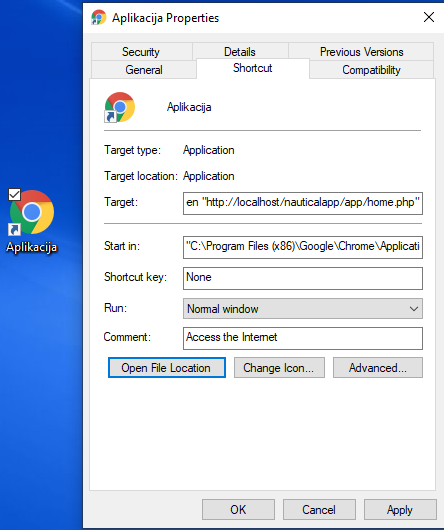 Aplikacija Properties
Security Details Previous Versions
General Shortcut Compatibility
Aplikacija
Target type: Application
Target location: Application
Target: en "http://localhost/nauticalapp/app/home.php"
Start in: "C:\Program Files (x86)\Google\Chrome\Applicati
Shortcut key: None
Run: Normal window
Comment: Access the Internet
Open File Location Change Icon... Advanced...
OK Cancel Apply
Aplikacija